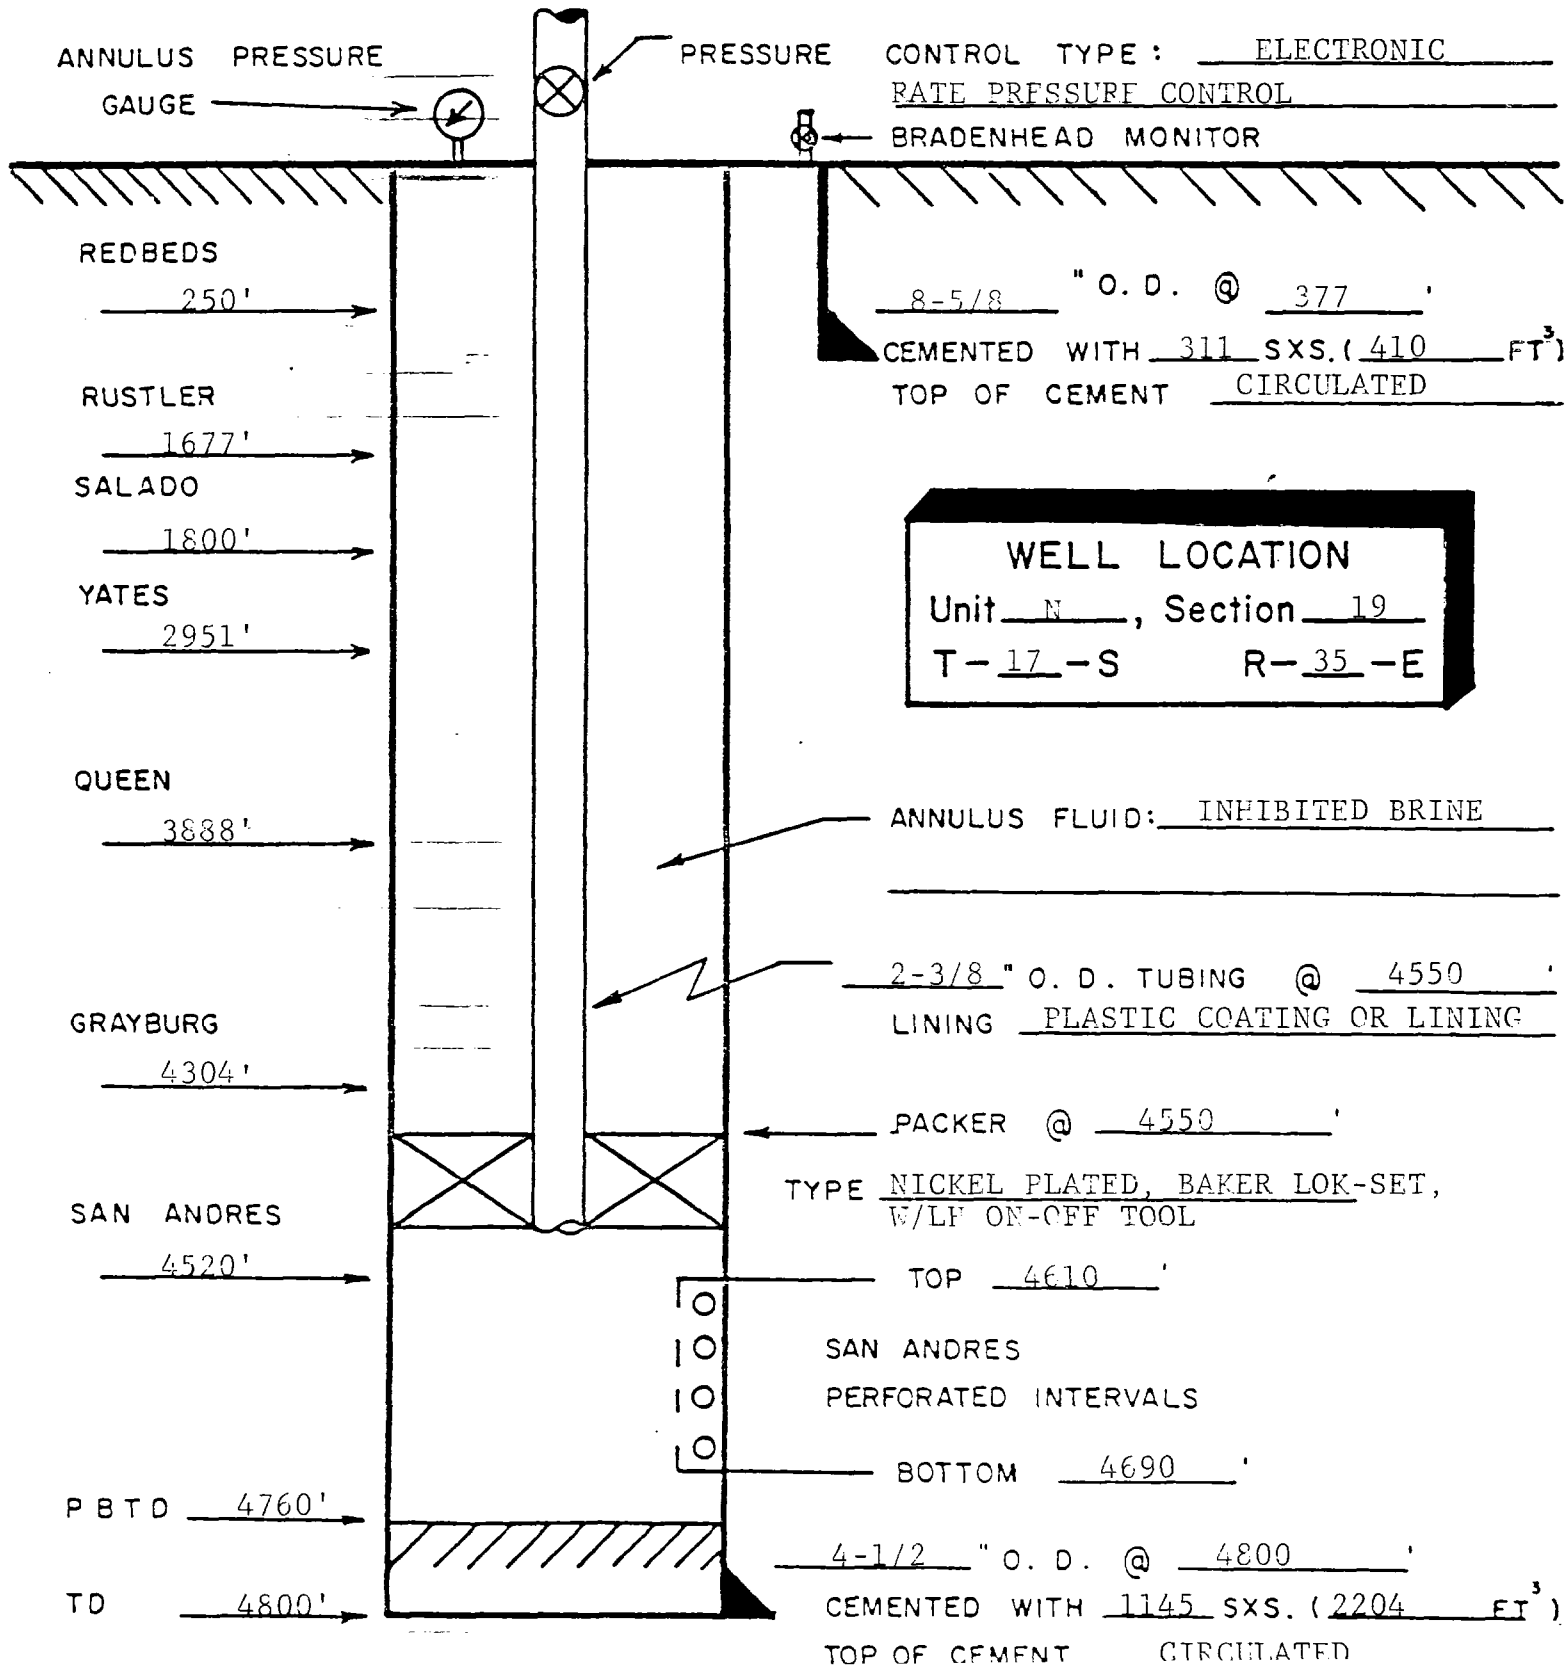 ANNULUS PRESSURE
GAUGE
PRESSURE CONTROL TYPE: ELECTRONIC
RATE PRESSURE CONTROL
BRADENHEAD MONITOR
REDBEDS
250'
8-5/8 " O.D. @ 377 '
CEMENTED WITH 311 SXS. (410 FT³)
TOP OF CEMENT CIRCULATED
RUSTLER
1677'
SALADO
1800'
YATES
2951'
WELL LOCATION
Unit N, Section 19
T-17-S R-35-E
QUEEN
3888'
ANNULUS FLUID: INHIBITED BRINE
2-3/8 " O.D. TUBING @ 4550 '
LINING PLASTIC COATING OR LINING
GRAYBURG
4304'
PACKER @ 4550 '
TYPE NICKEL PLATED, BAKER LOK-SET,
ON-OFF TOOL
SAN ANDRES
4520'
TOP 4610 '
SAN ANDRES
PERFORATED INTERVALS
BOTTOM 4690 '
PBTD 4760'
4-1/2 " O.D. @ 4800 '
TD 4800'
CEMENTED WITH 1145 SXS. (2204 FT³)
TOP OF CEMENT CIRCULATED